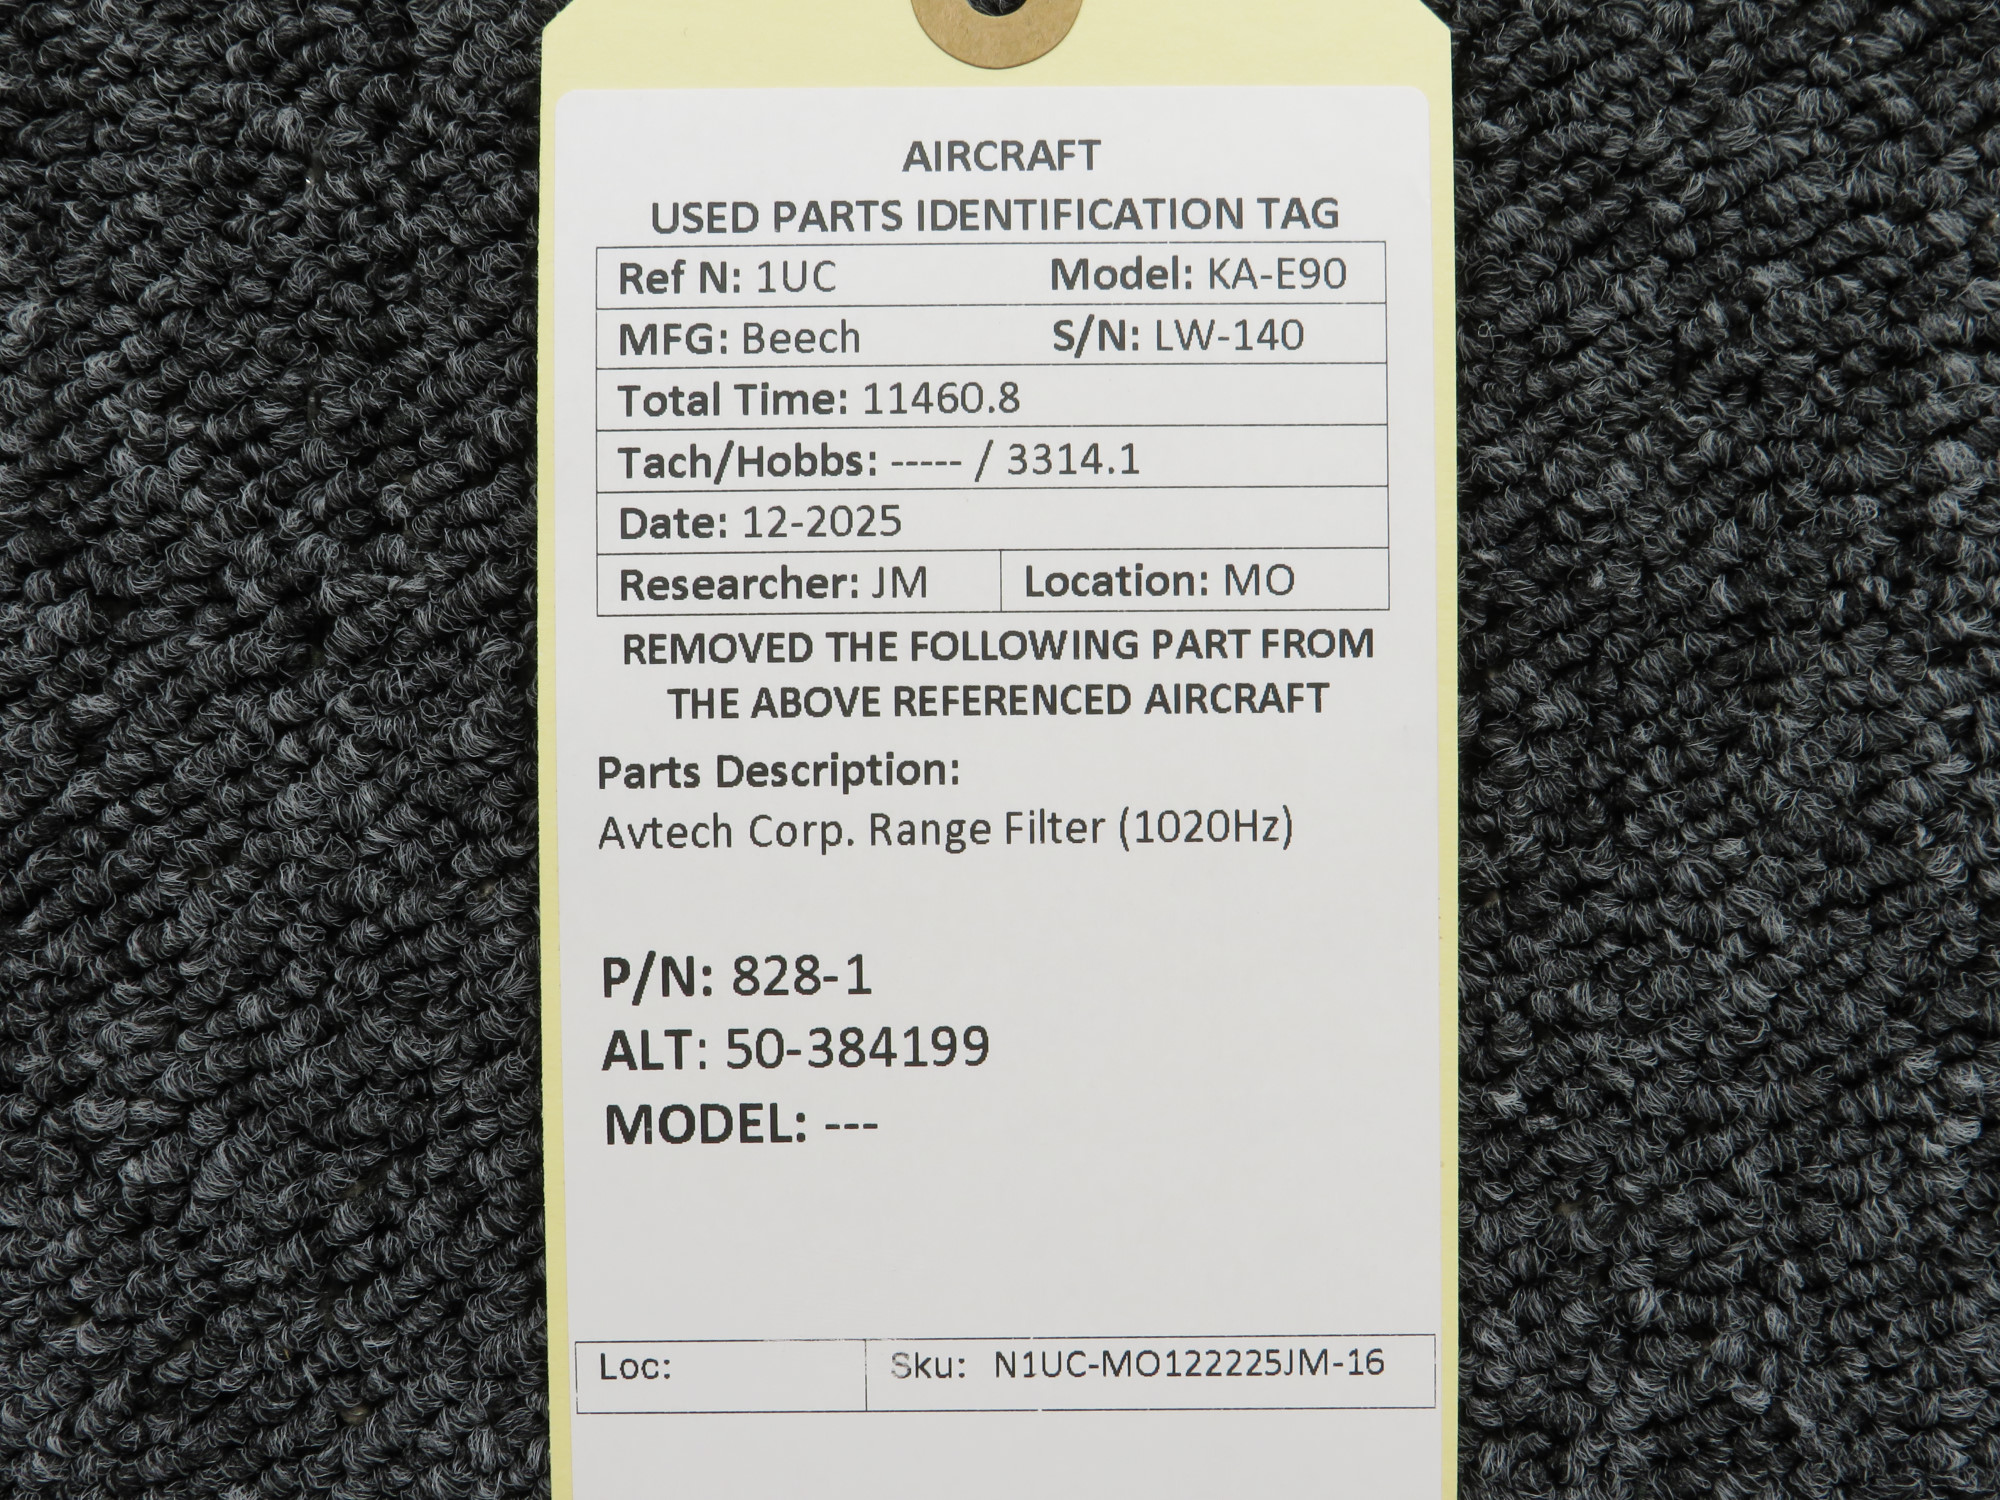 AIRCRAFT
USED PARTS IDENTIFICATION TAG
Ref N: 1UC Model: KA-E90
MFG: Beech S/N: LW-140
Total Time: 11460.8
Tach/Hobbs: ----- / 3314.1
Date: 12-2025
Researcher: JM Location: MO
REMOVED THE FOLLOWING PART FROM
THE ABOVE REFERENCED AIRCRAFT
Parts Description:
Avtech Corp. Range Filter (1020Hz)
P/N: 828-1
ALT: 50-384199
MODEL: ---
Loc: Sku: N1UC-MO122225JM-16